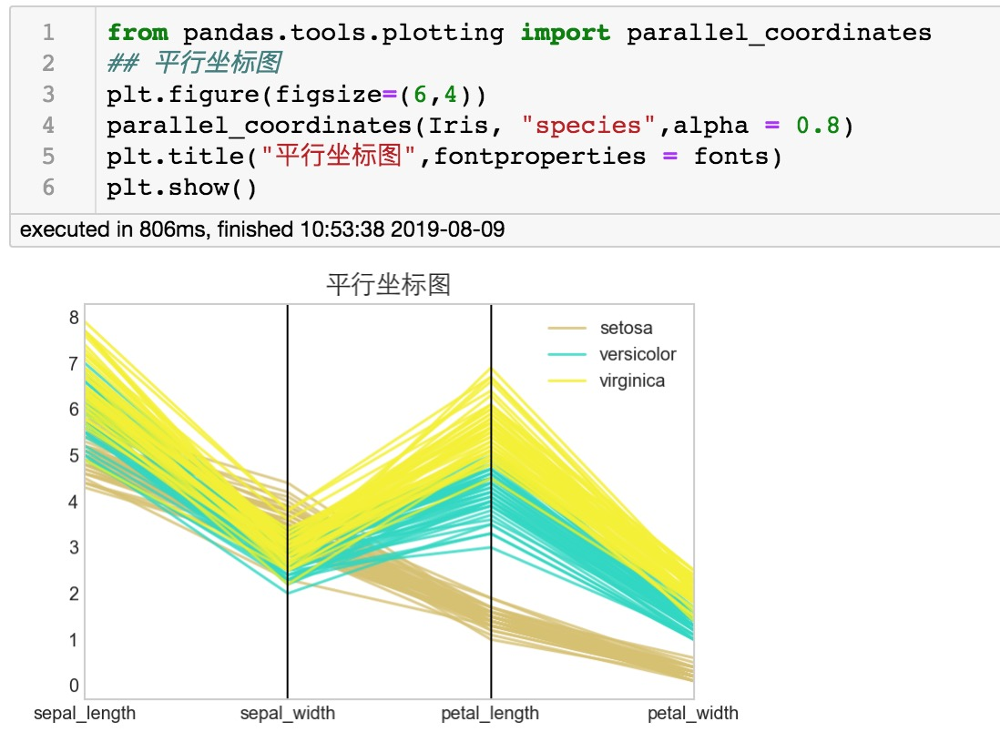 1 from pandas.tools.plotting import parallel_coordinates
2 ## 平行坐标图
3 plt.figure(figsize=(6,4))
4 parallel_coordinates(Iris, "species",alpha = 0.8)
5 plt.title("平行坐标图",fontproperties = fonts)
6 plt.show()
executed in 806ms, finished 10:53:38 2019-08-09
平行坐标图
8
7
6
5
4
3
2
1
0
setosa
versicolor
virginica
sepal_length sepal_width petal_length petal_width